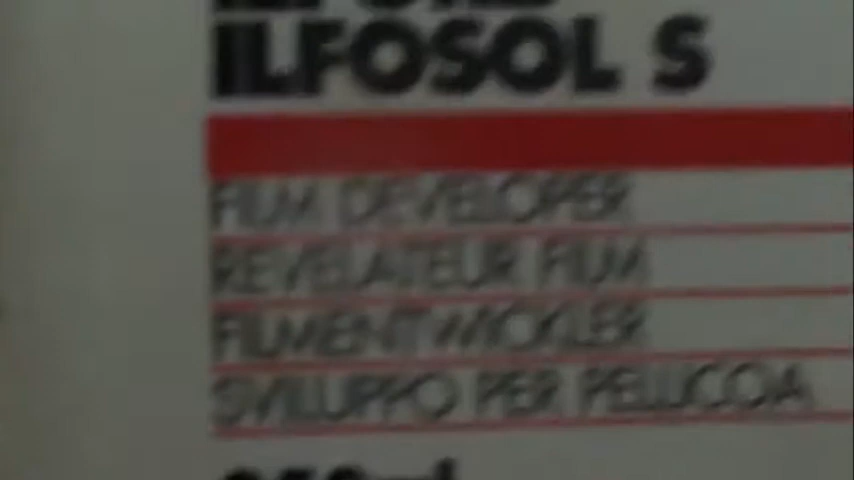 ILFOSOL S
FILM DEVELOPER
REVELATEUR FILM
FILMENTWICKLER
SVILUPPO PER PELLICOLA